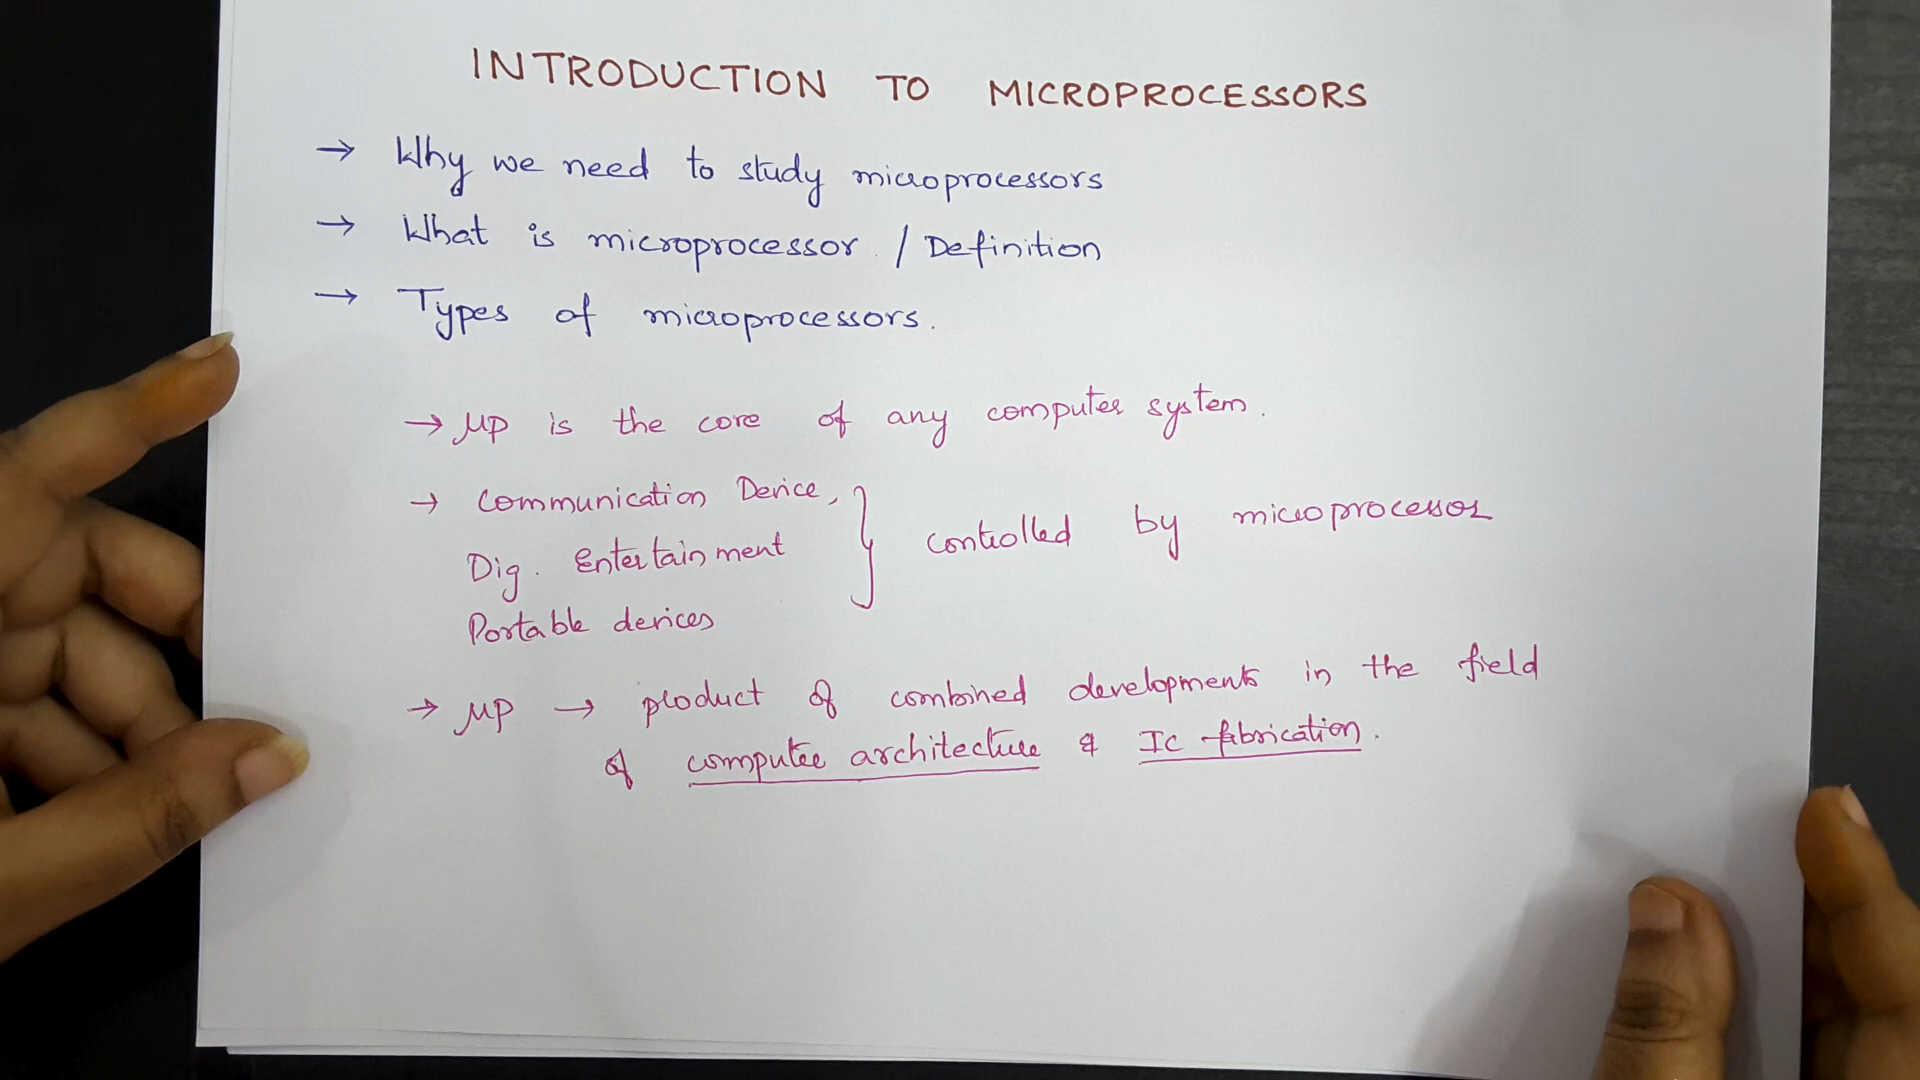 INTRODUCTION TO MICROPROCESSORS
→ Why we need to study microprocessors
→ What is microprocessor / Definition
→ Types of microprocessors.
→ μp is the core of any computer system.
→ Communication Device, } controlled by microprocessor
Dig. Entertainment
Portable devices
→ μp → product of combined developments in the field
of computer architecture & IC fabrication.